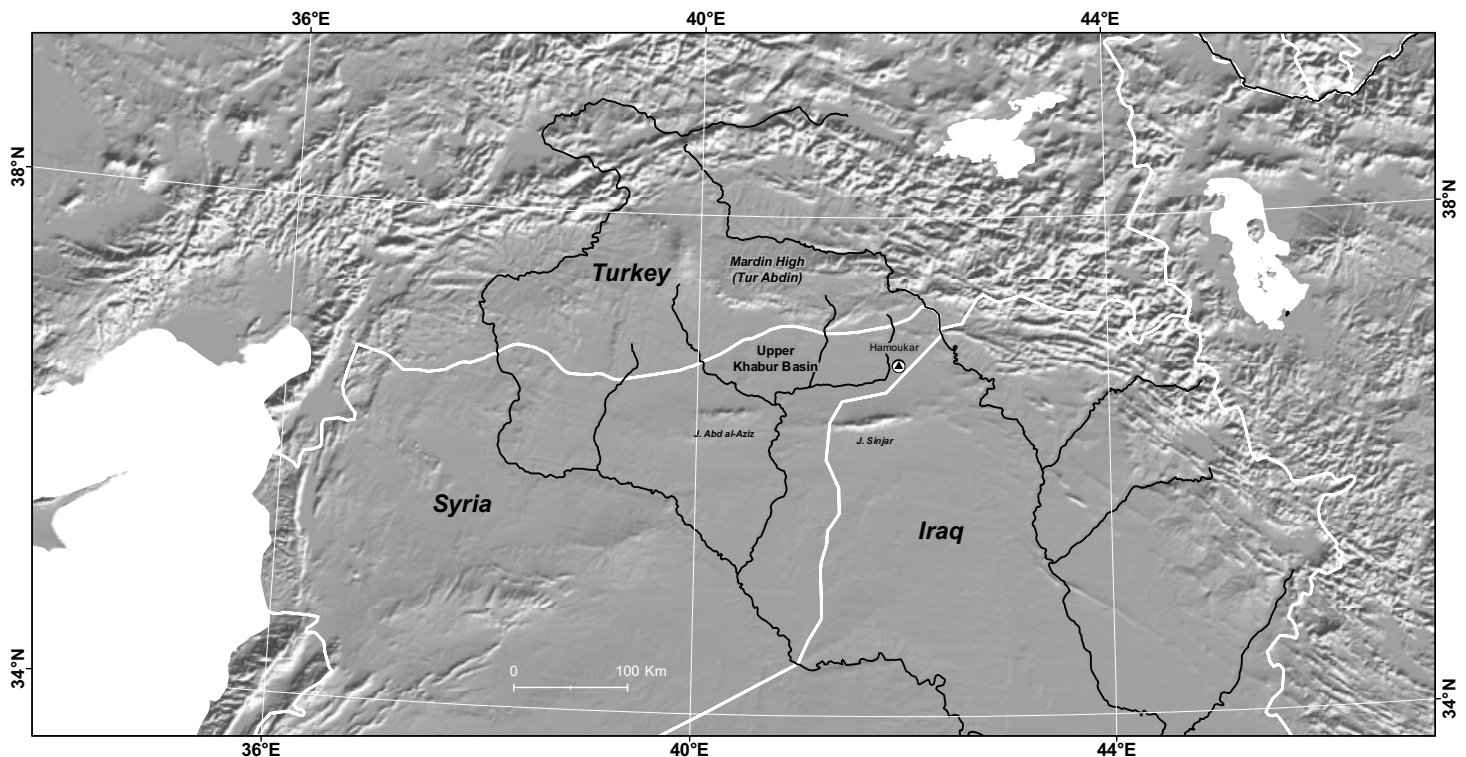 36°E
40°E
44°E
38°N
38°N
Turkey
Mardin High
(Tur Abdin)
Upper
Khabur Basin
Hamoukar
J. Abd al-Aziz
J. Sinjar
Syria
Iraq
0
100 Km
34°N
34°N
36°E
40°E
44°E